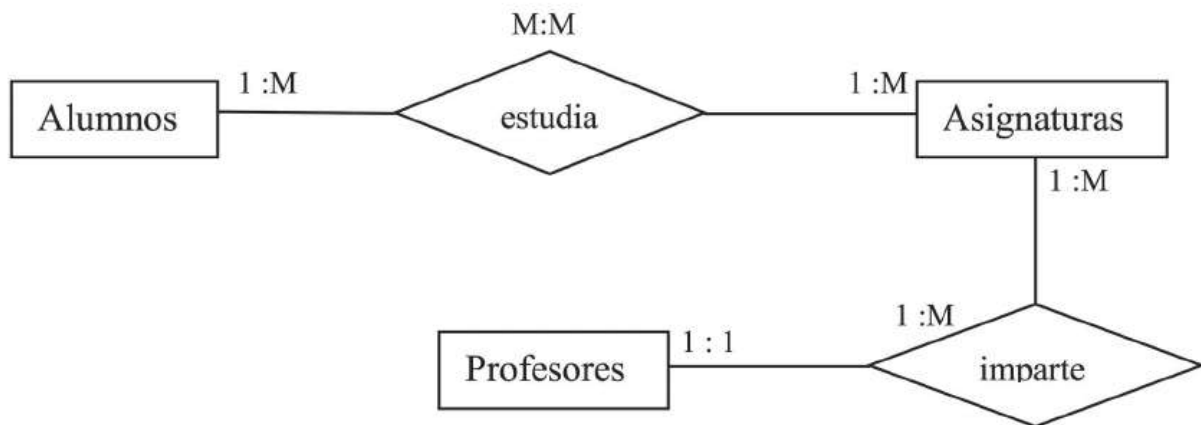 M:M
1 :M
1 :M
Alumnos
estudia
Asignaturas
1 :M
1 :M
1 : 1
Profesores
imparte